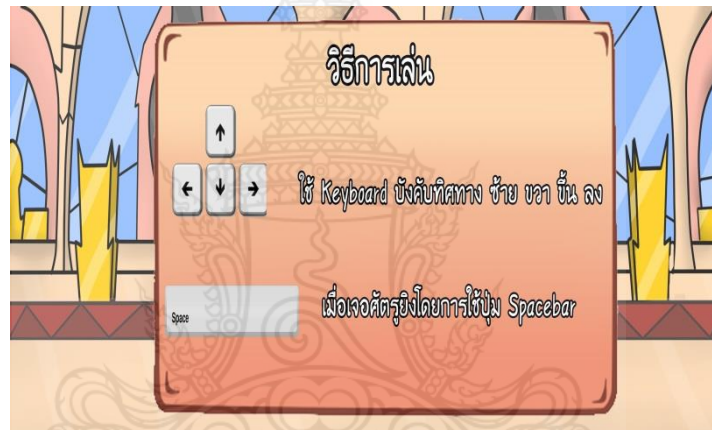 วิธีการเล่น
ใช้ Keyboard บังคับทิศทาง ซ้าย ขวา ขึ้น ลง
Space
เมื่อเจอศัตรูยิงโดยการใช้ปุ่ม Spacebar